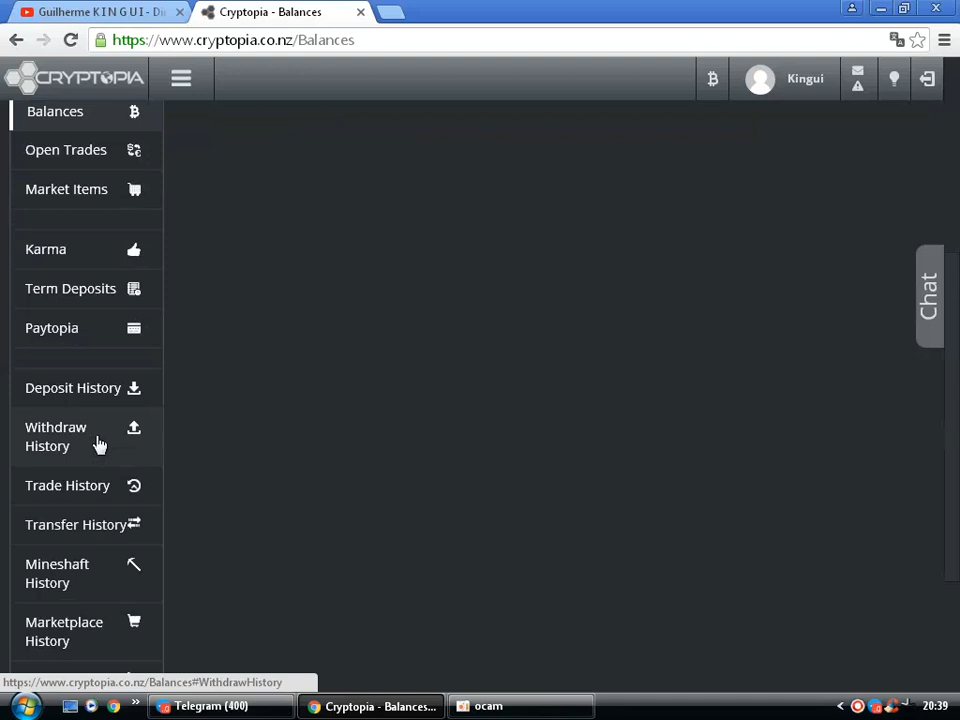 Guilherme K I N G U I - Di
Cryptopia - Balances
https://www.cryptopia.co.nz/Balances
CRYPTOPIA
Kingui
Balances
Open Trades
Market Items
Karma
Term Deposits
Paytopia
Deposit History
Withdraw
History
Trade History
Transfer History
Mineshaft
History
Marketplace
History
Chat
https://www.cryptopia.co.nz/Balances#WithdrawHistory
Telegram (400)
Cryptopia - Balances...
ocam
20:39